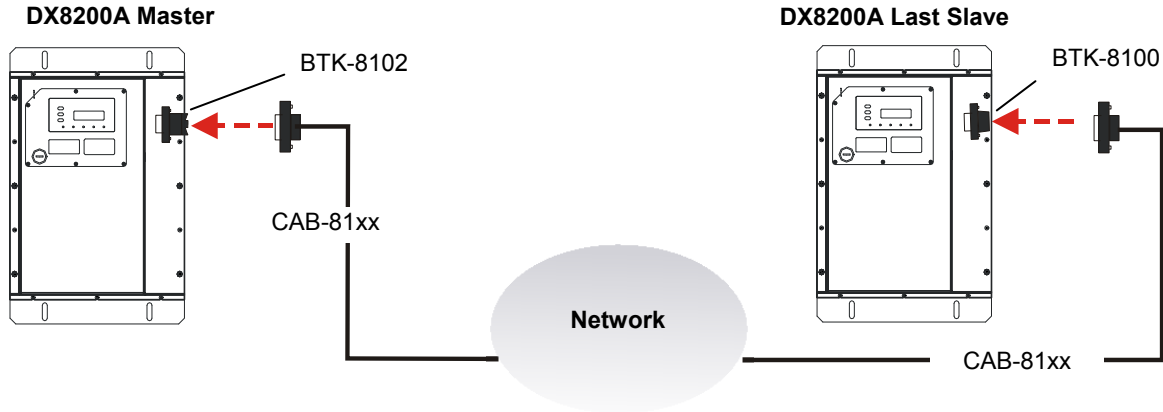 DX8200A Master
DX8200A Last Slave
BTK-8102
BTK-8100
CAB-81xx
Network
CAB-81xx